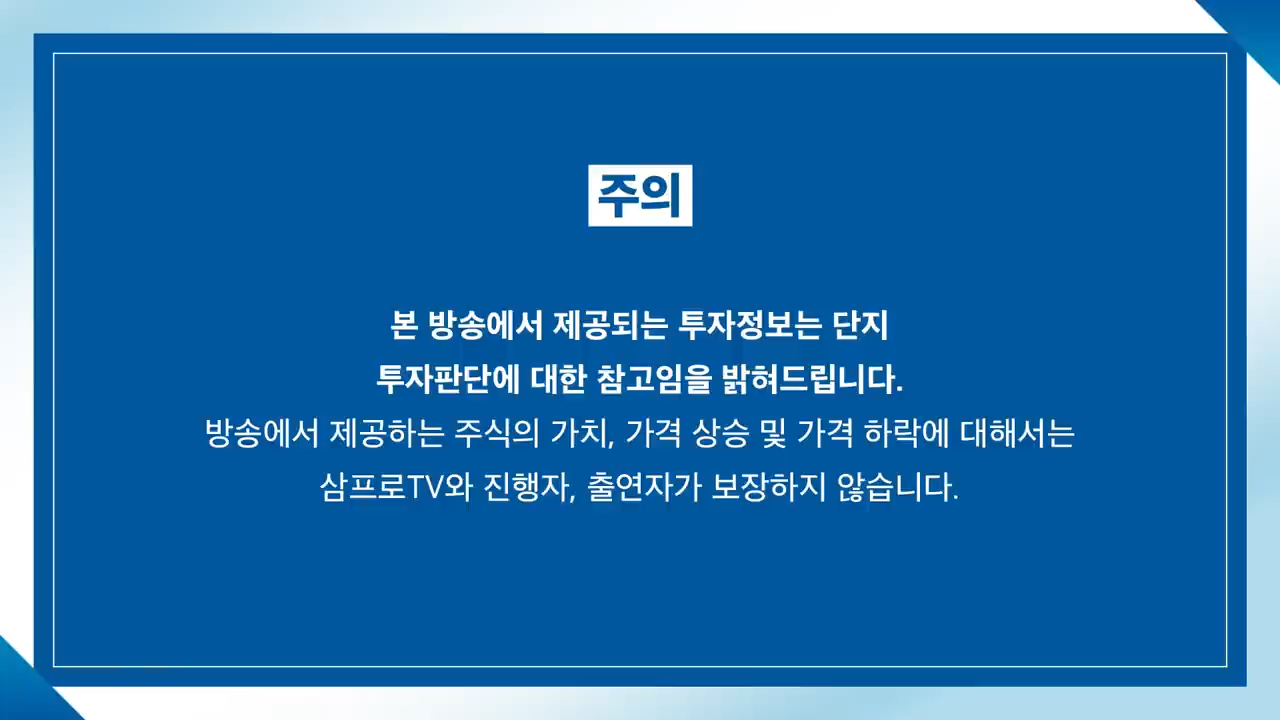 주의
본 방송에서 제공되는 투자정보는 단지
투자판단에 대한 참고임을 밝혀드립니다.
방송에서 제공하는 주식의 가치, 가격 상승 및 가격 하락에 대해서는
삼프로TV와 진행자, 출연자가 보장하지 않습니다.